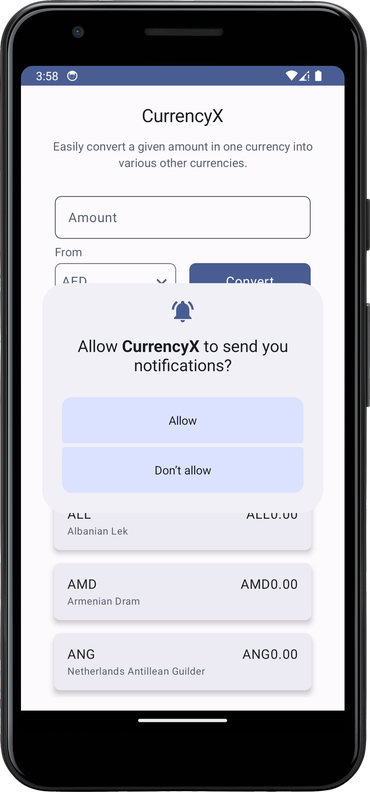 3:58
CurrencyX
Easily convert a given amount in one currency into
various other currencies.
Amount
From
AED
Convert
Allow CurrencyX to send you
notifications?
Allow
Don't allow
ALL
ALL0.00
Albanian Lek
AMD
AMD0.00
Armenian Dram
ANG
ANG0.00
Netherlands Antillean Guilder